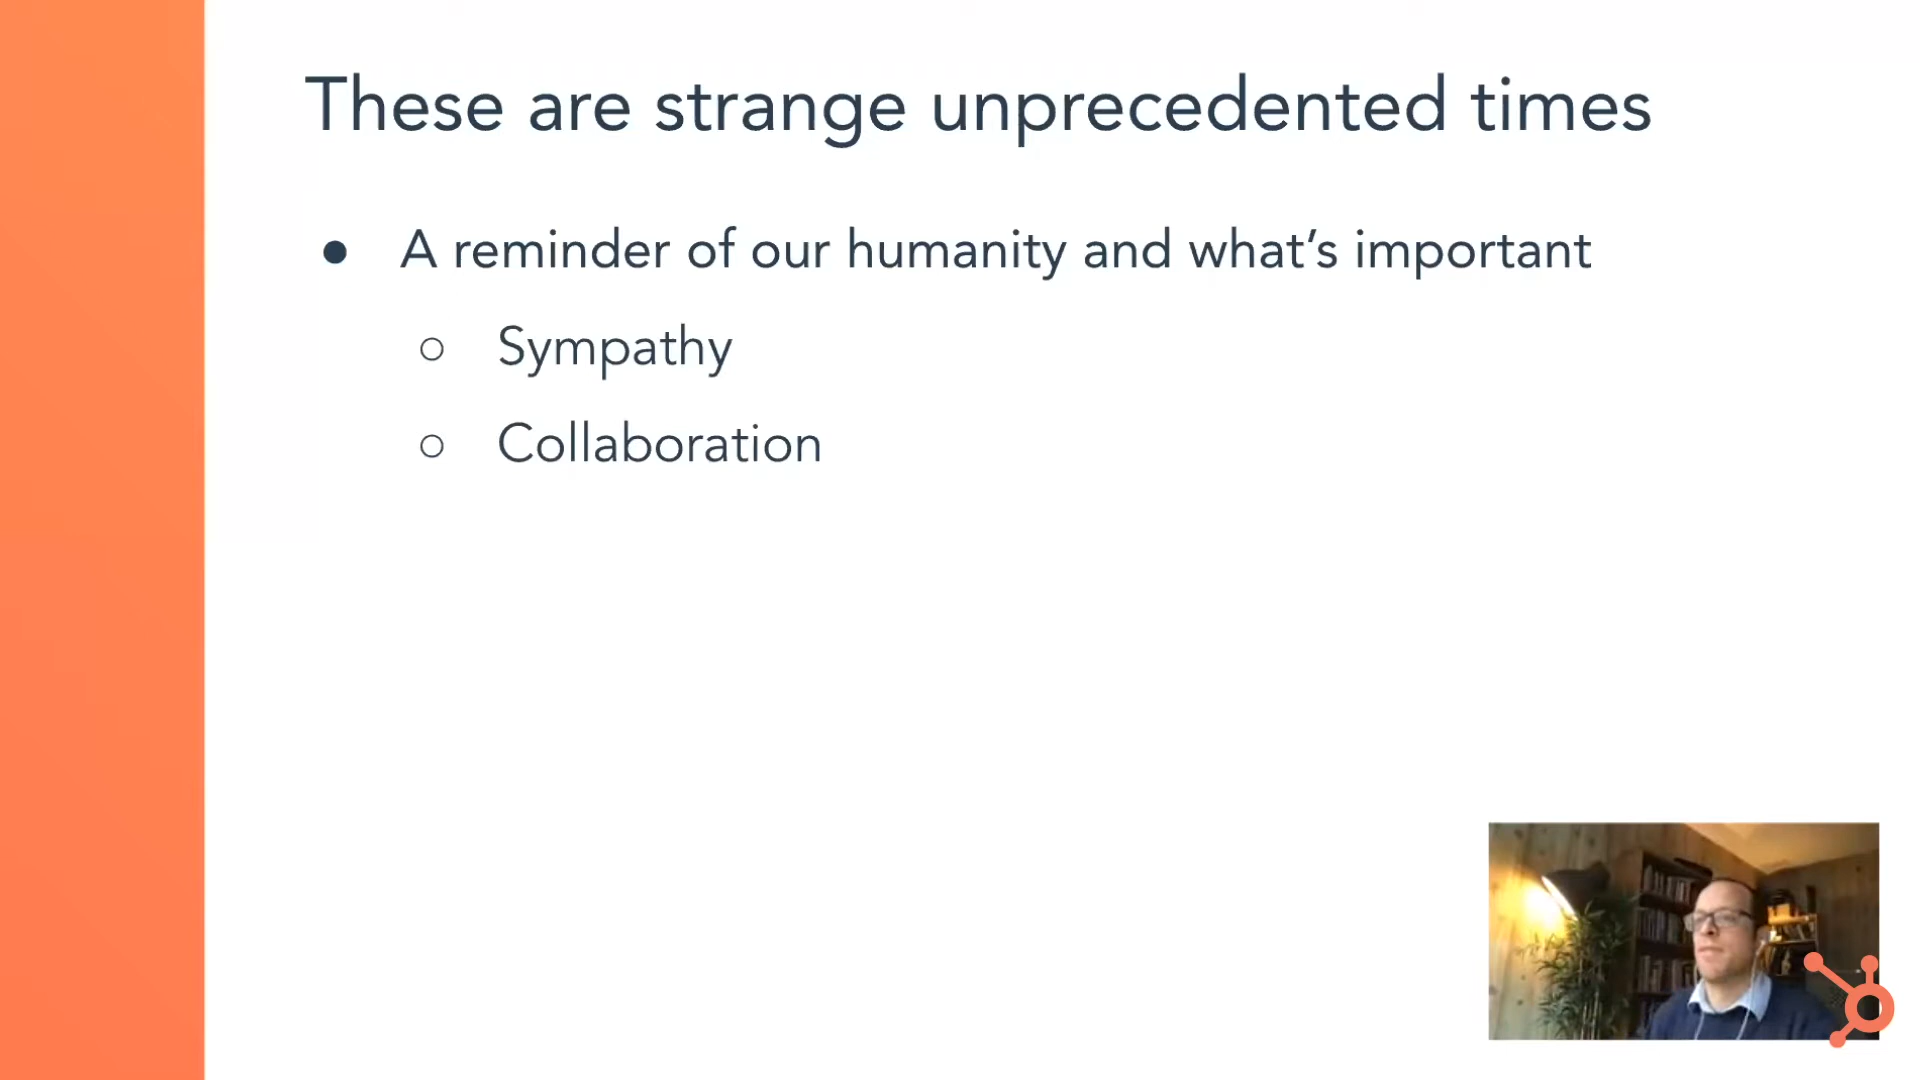 These are strange unprecedented times
● A reminder of our humanity and what’s important
○ Sympathy
○ Collaboration